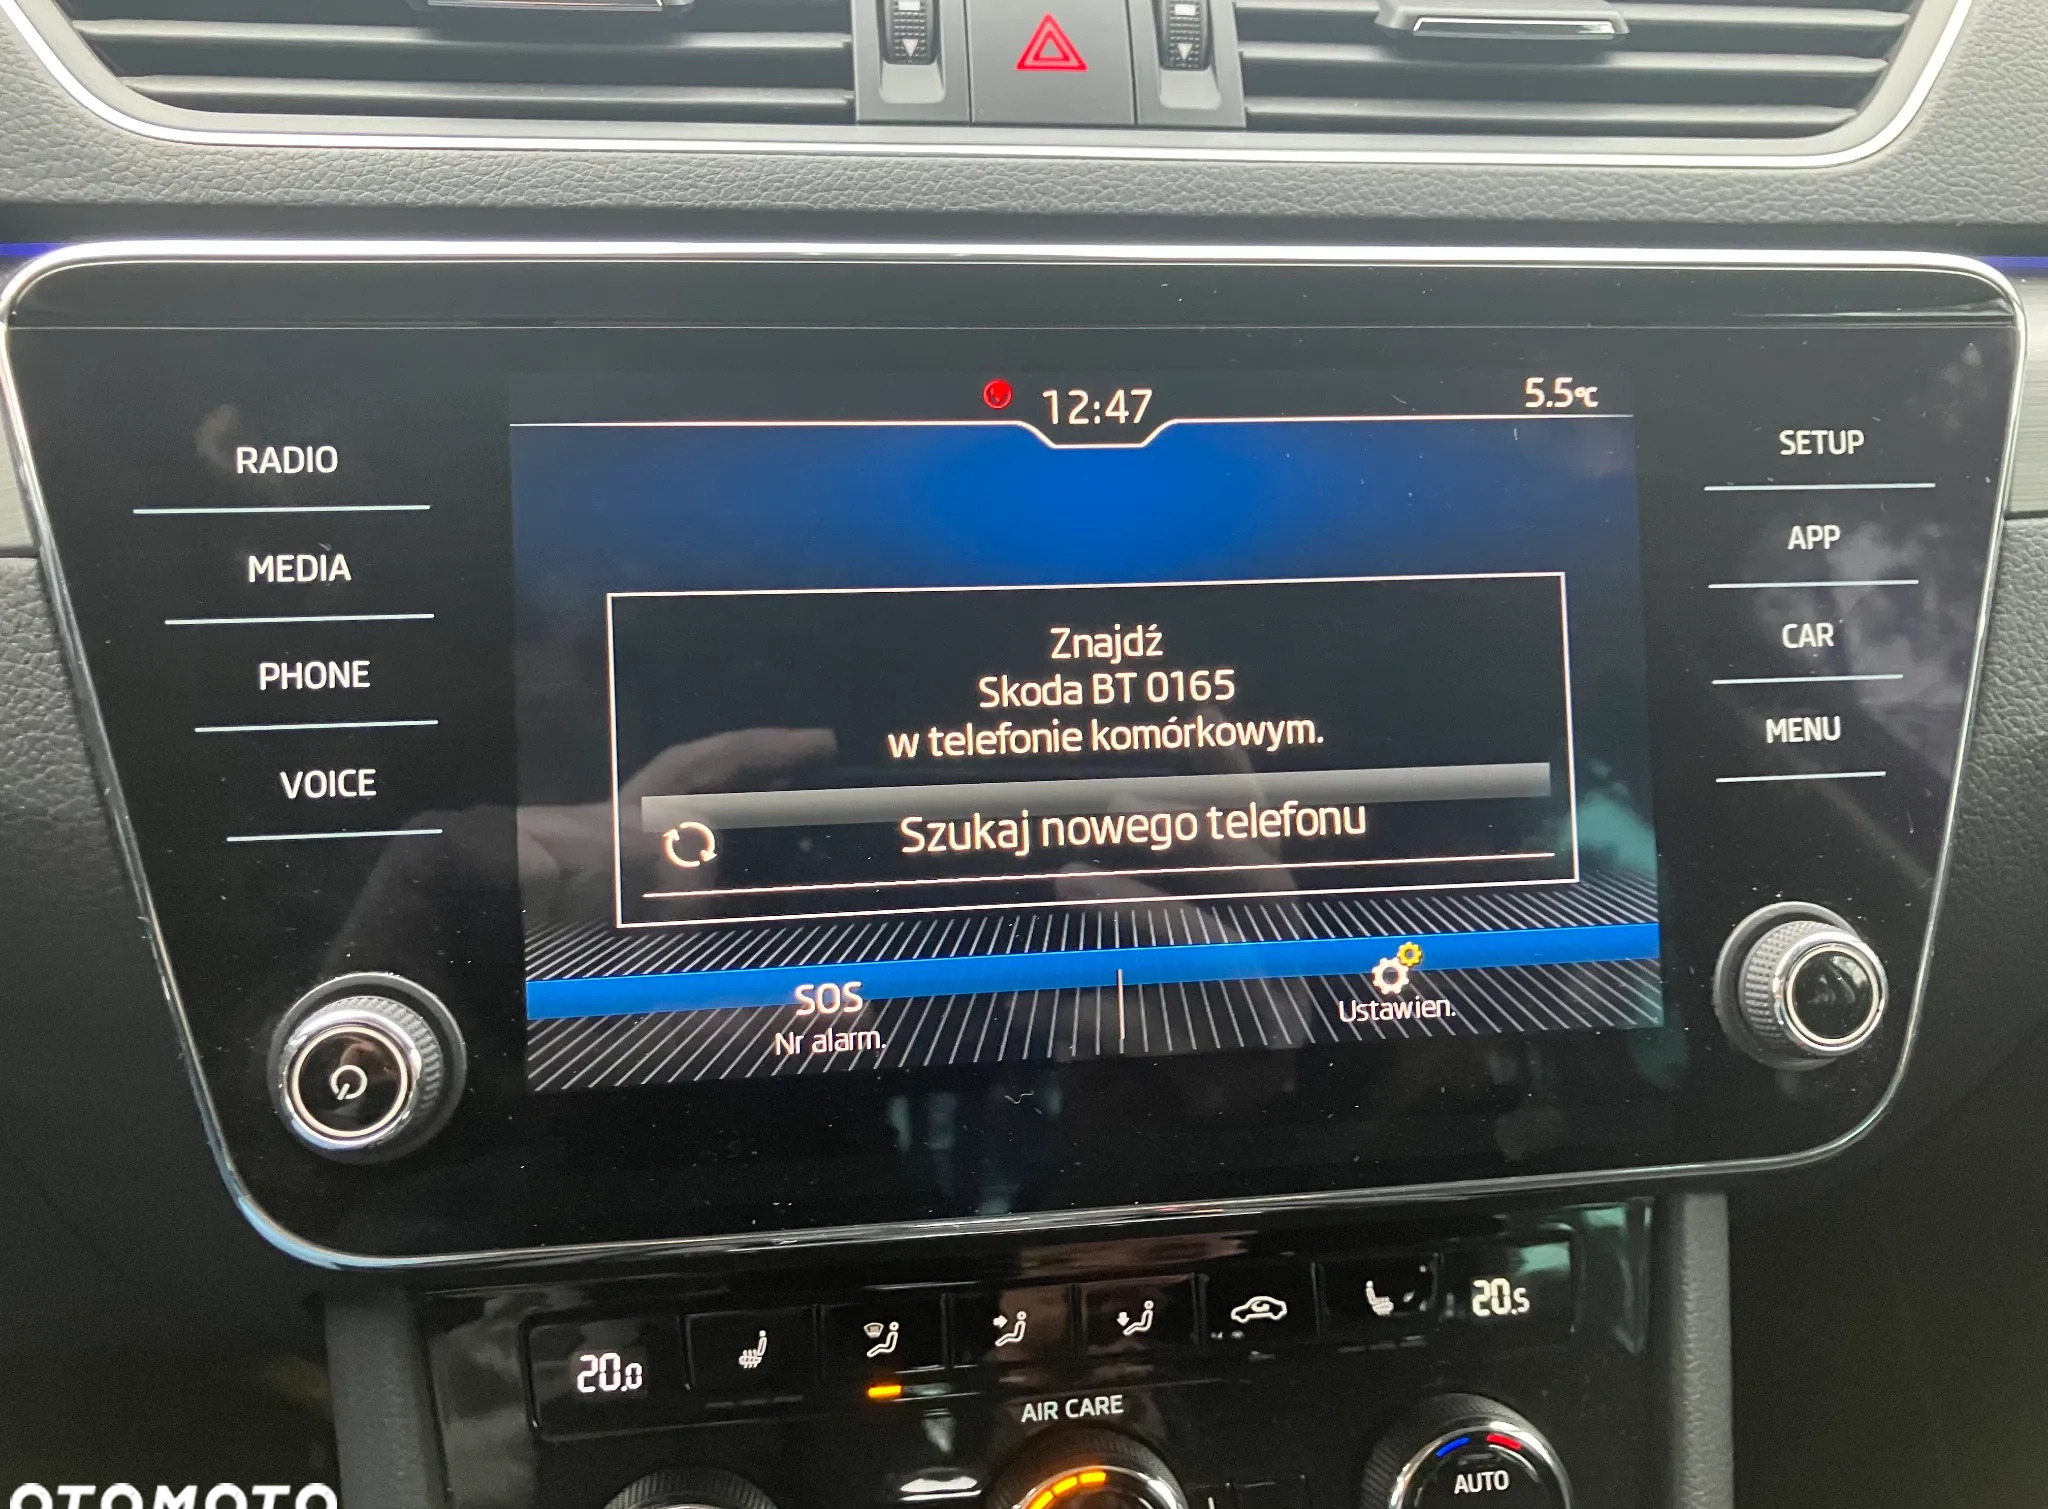 12:47
5.5°C
RADIO
MEDIA
PHONE
VOICE
SETUP
APP
CAR
MENU
Znajdź
Skoda BT 0165
w telefonie komórkowym.
Szukaj nowego telefonu
SOS
Nr alarm.
Ustawien.
20.0
20.5
AIR CARE
AUTO
OTOMOTO